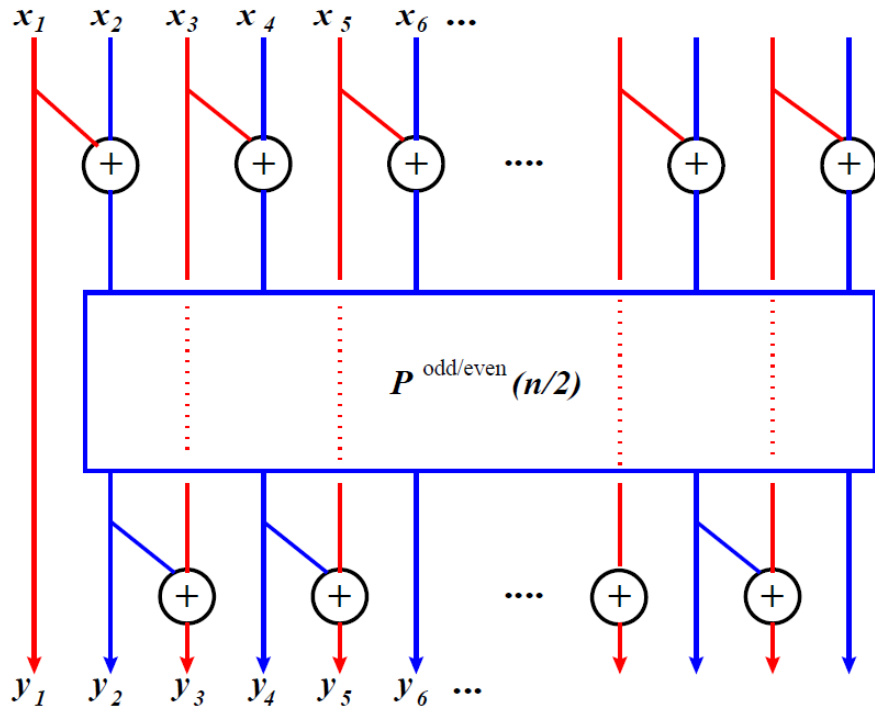 x1 x2 x3 x4 x5 x6 ...
+ + + .... + +
P odd/even (n/2)
+ + .... + +
y1 y2 y3 y4 y5 y6 ...